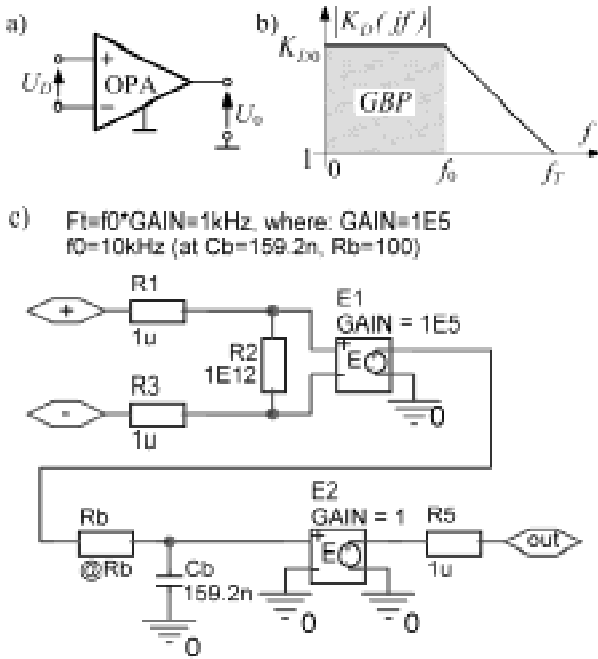 a)
+
OPA
−
U_D
U_0
b)
|K_D(jf)|
K_D0
GBP
1
0
f_0
f_T
f
c)
Ft=f0*GAIN=1kHz, where: GAIN=1E5
f0=10kHz (at Cb=159.2n, Rb=100)
+
R1
1u
R2
1E12
E1
GAIN = 1E5
+
E
-
0
-
R3
1u
Rb
@Rb
Cb
159.2n
0
E2
GAIN = 1
+
E
-
0
0
R5
1u
out